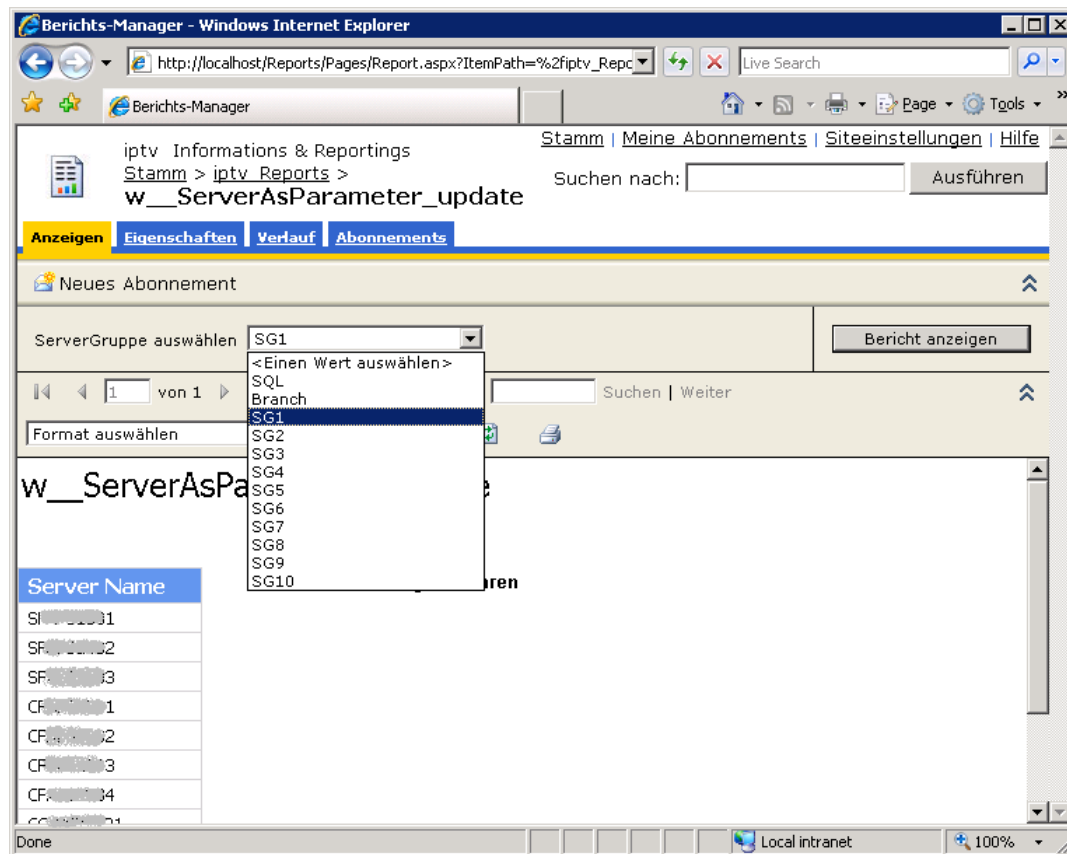 Berichts-Manager - Windows Internet Explorer
http://localhost/Reports/Pages/Report.aspx?ItemPath=%2fiptv_Repc
Live Search
Berichts-Manager
Page
Tools
Stamm | Meine Abonnements | Siteeinstellungen | Hilfe
iptv Informations & Reportings
Stamm > iptv Reports >
w__ServerAsParameter_update
Suchen nach:
Ausführen
Anzeigen Eigenschaften Verlauf Abonnements
Neues Abonnement
ServerGruppe auswählen
SG1
Bericht anzeigen
<Einen Wert auswählen>
SQL
Branch
SG1
SG2
SG3
SG4
SG5
SG6
SG7
SG8
SG9
SG10
1 von 1
Suchen | Weiter
Format auswählen
w__ServerAsPa
Server Name
Done
Local intranet
100%